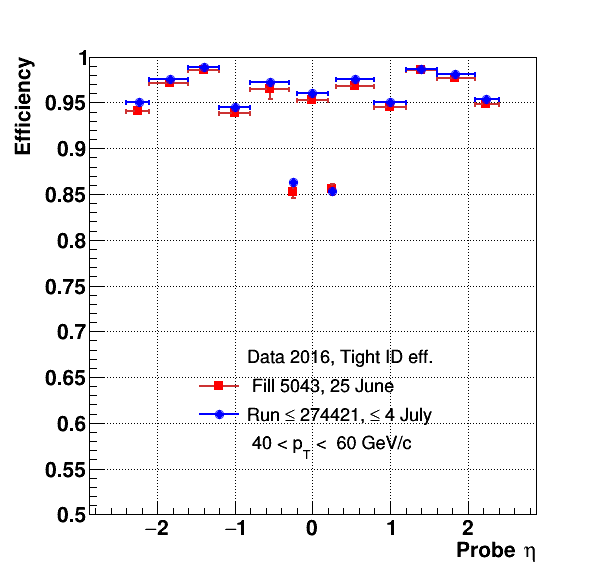 Efficiency
1
0.95
0.9
0.85
0.8
0.75
0.7
0.65
0.6
0.55
0.5
Data 2016, Tight ID eff.
Fill 5043, 25 June
Run ≤ 274421, ≤ 4 July
40 < p_T < 60 GeV/c
−2 −1 0 1 2
Probe η